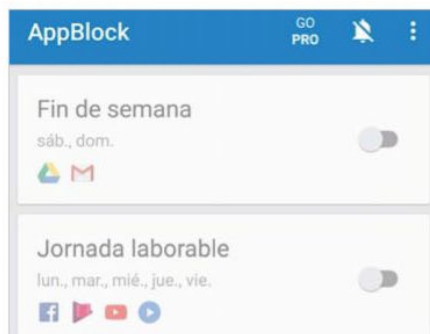 AppBlock
GO
PRO
Fin de semana
sáb., dom.
Jornada laborable
lun., mar., mié., jue., vie.